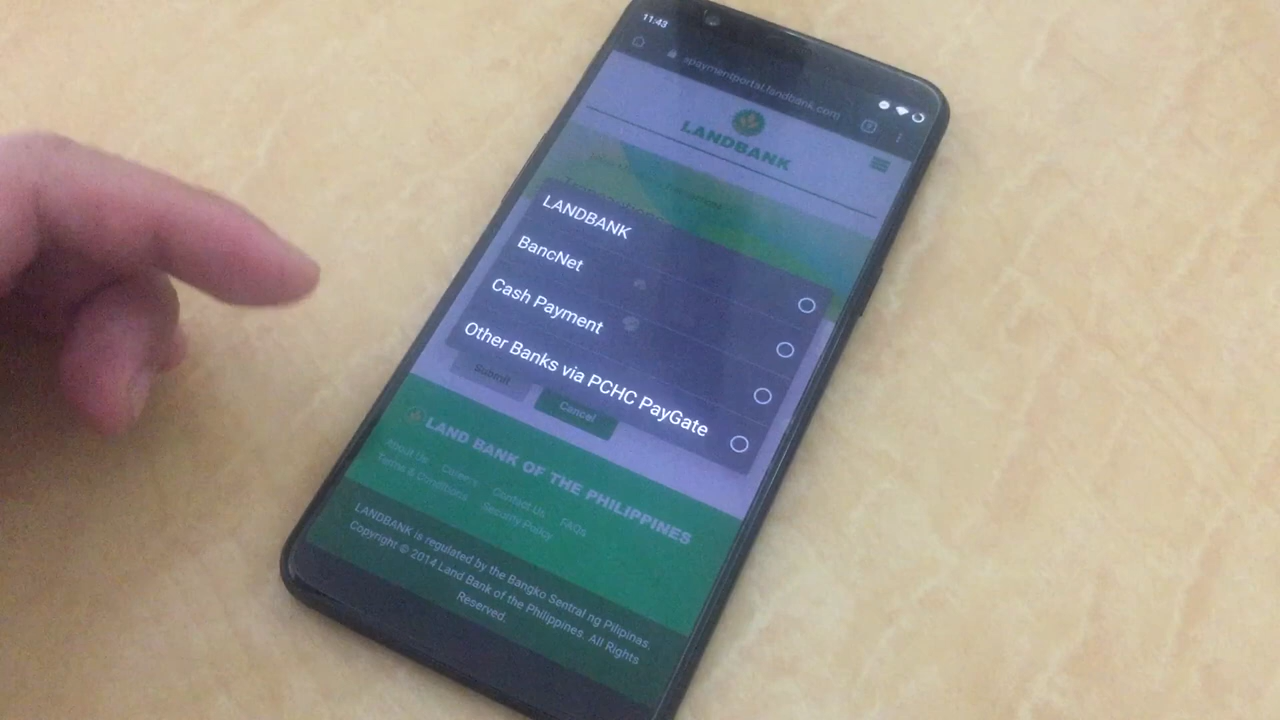 11:43
epaymentportal.landbank.com
LANDBANK
LANDBANK
BancNet
Cash Payment
Other Banks via PCHC PayGate
Submit
Cancel
LAND BANK OF THE PHILIPPINES
About Us Careers Contact Us FAQs
Terms & Conditions Security Policy
LANDBANK is regulated by the Bangko Sentral ng Pilipinas.
Copyright © 2014 Land Bank of the Philippines. All Rights
Reserved.